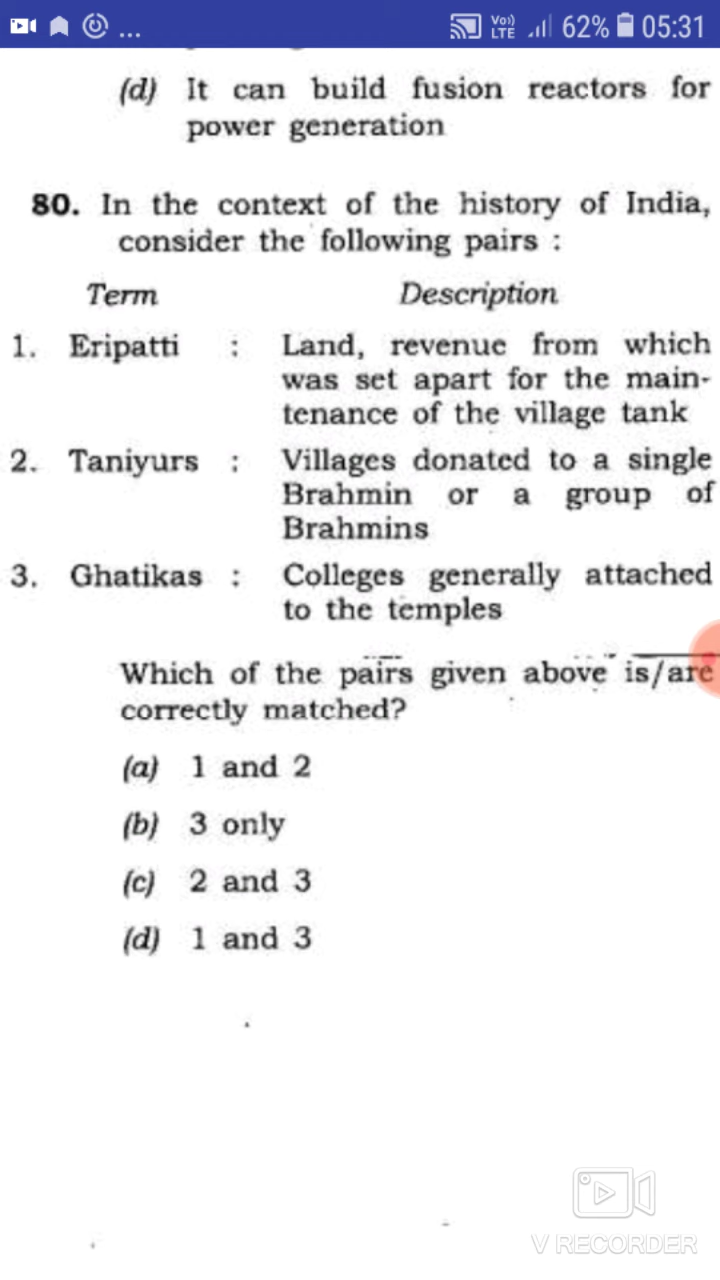 ... Vo)) LTE 62% 05:31
(d) It can build fusion reactors for
power generation
80. In the context of the history of India,
consider the following pairs :
Term Description
1. Eripatti : Land, revenue from which
was set apart for the main-
tenance of the village tank
2. Taniyurs : Villages donated to a single
Brahmin or a group of
Brahmins
3. Ghatikas : Colleges generally attached
to the temples
Which of the pairs given above is/are
correctly matched?
(a) 1 and 2
(b) 3 only
(c) 2 and 3
(d) 1 and 3
V RECORDER